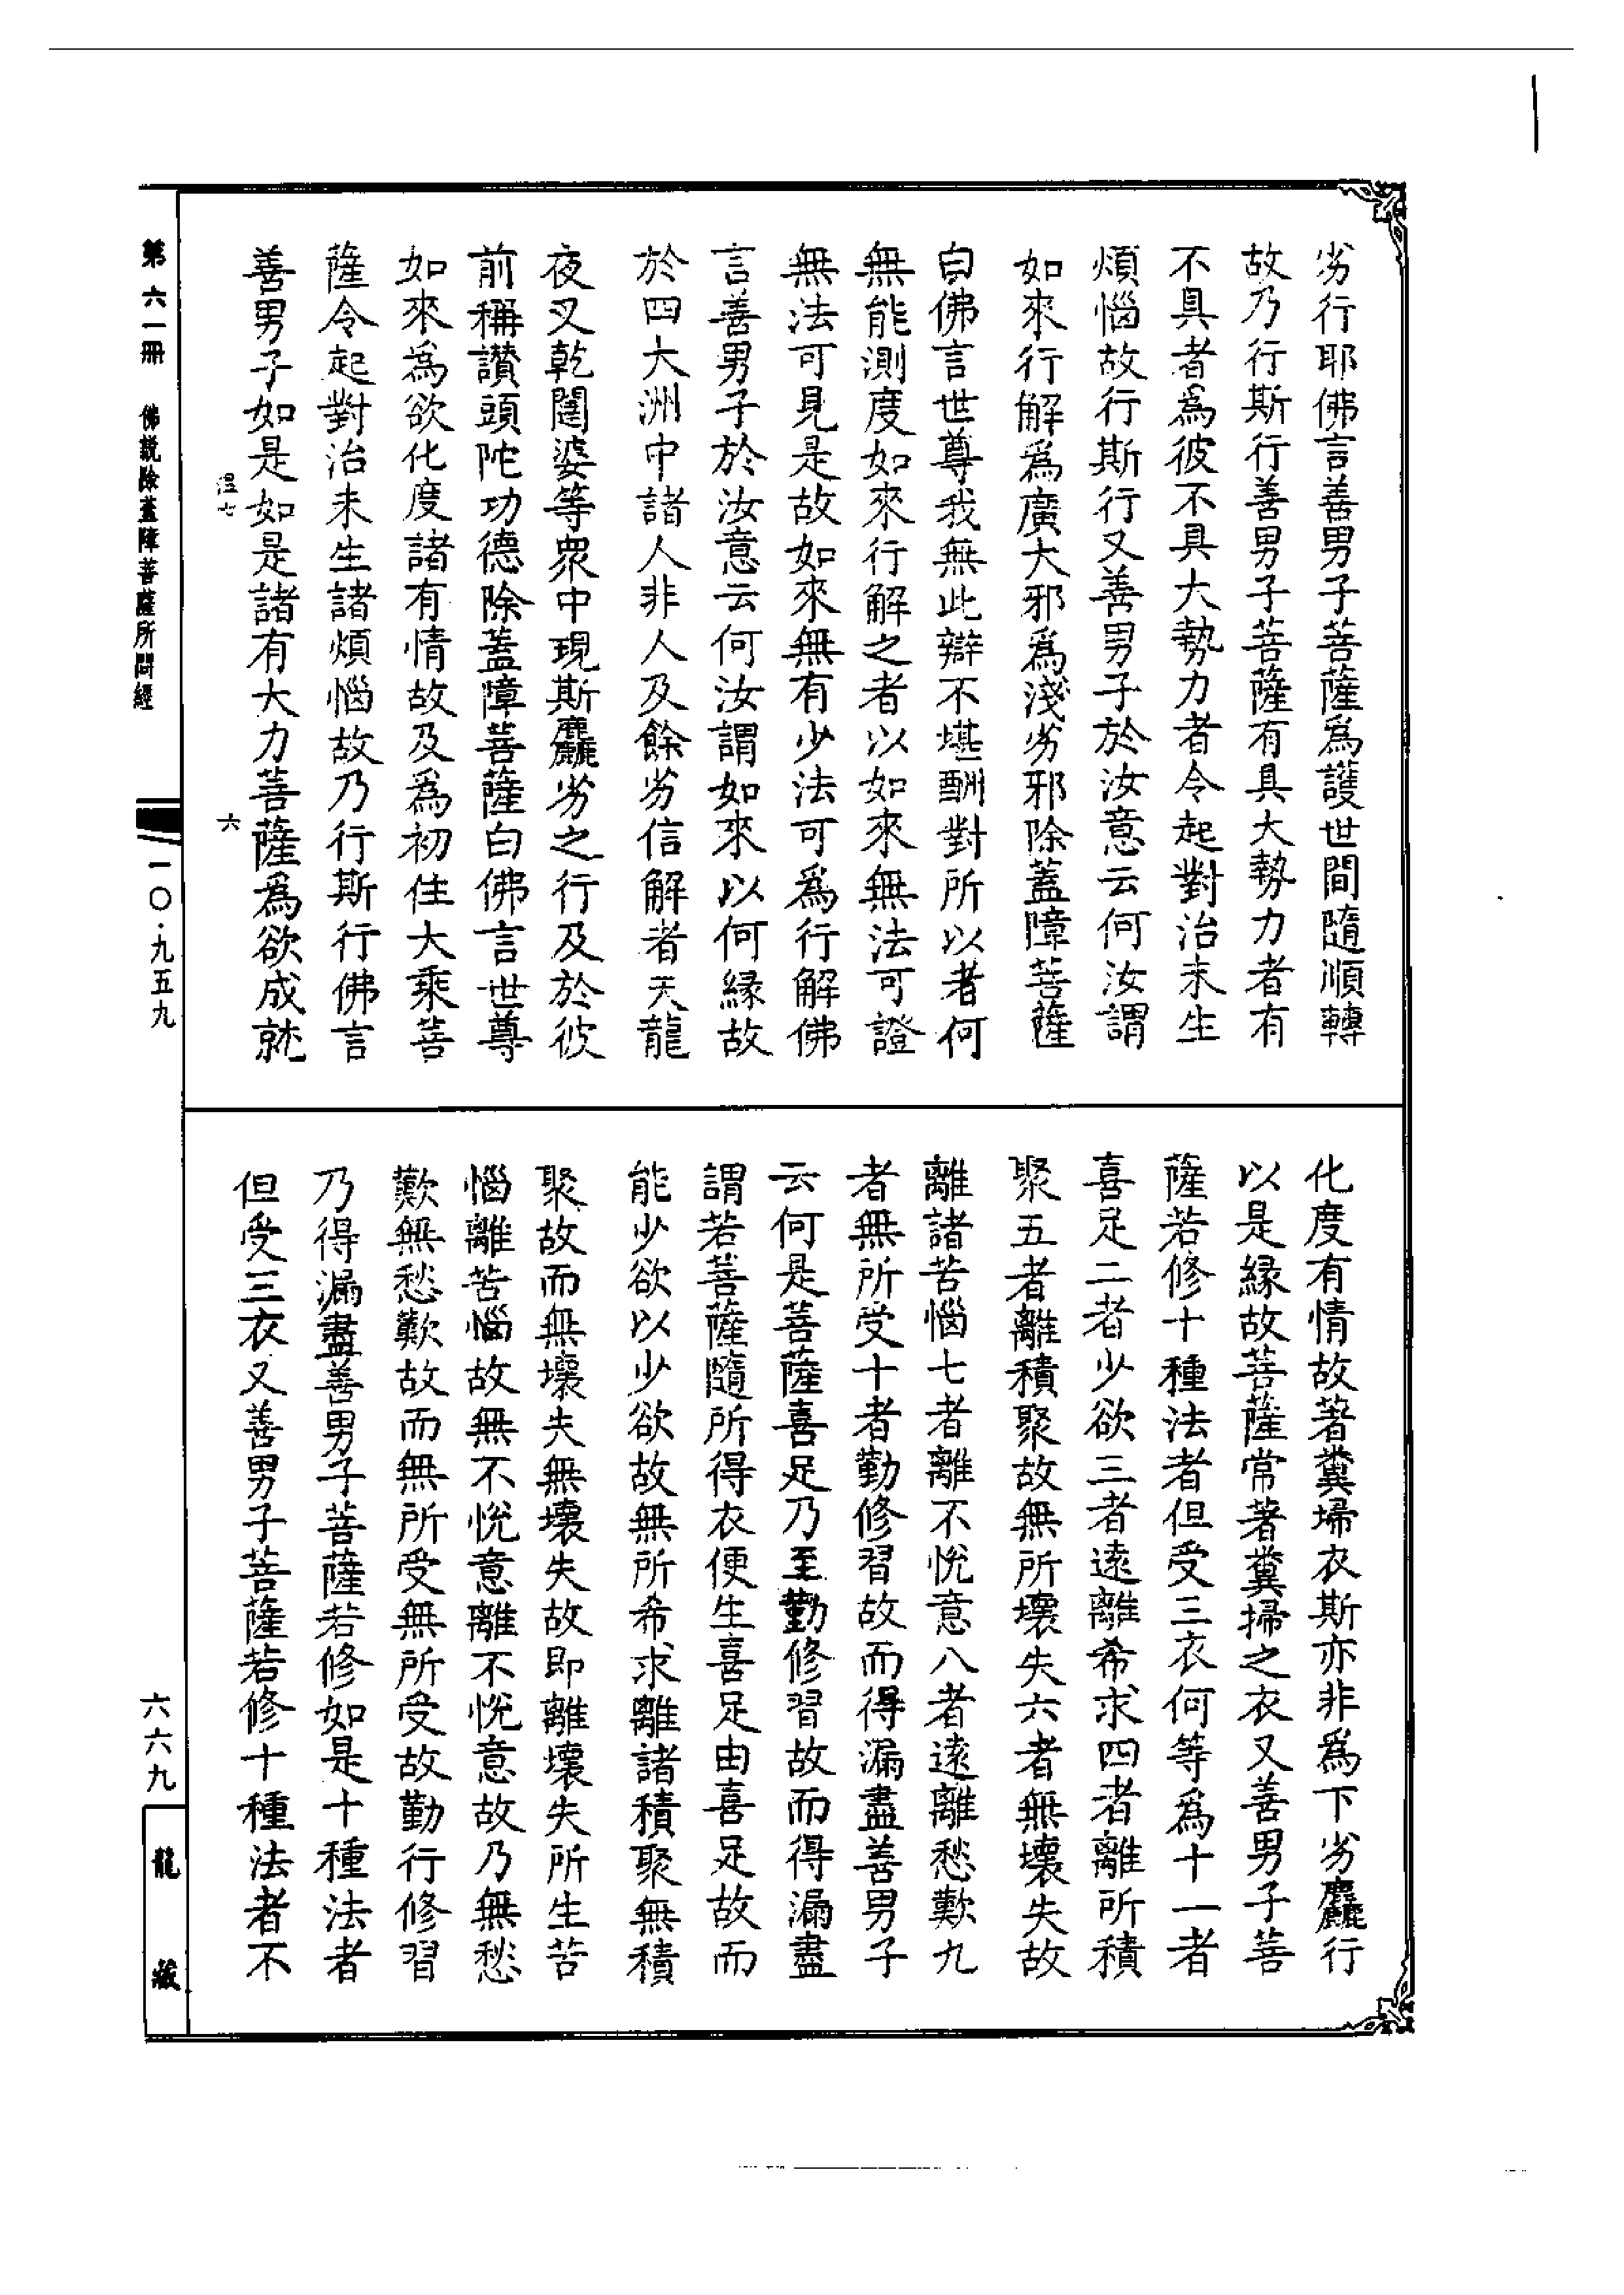 劣行耶佛言善男子菩薩爲護世間隨順轉
故乃行斯行善男子菩薩有具大勢力者有
不具者爲彼不具大勢力者令起對治未生
煩惱故行斯行又善男子於汝意云何汝謂
如來行解爲廣大邪爲淺劣邪除蓋障菩薩
白佛言世尊我無此辯不堪酬對所以者何
無能測度如來行解之者以如來無法可證
無法可見是故如來無有少法可爲行解佛
言善男子於汝意云何汝謂如來以何緣故
於四大洲中諸人非人及餘劣信解者天龍
夜叉乾闥婆等衆中現斯麤劣之行及於彼
前稱讚頭陀功德除蓋障菩薩白佛言世尊
如來爲欲化度諸有情故及爲初住大乘菩
薩令起對治未生諸煩惱故乃行斯行佛言
善男子如是如是諸有大力菩薩爲欲成就
化度有情故著糞埽衣斯亦非爲下劣麤行
以是緣故菩薩常著糞掃之衣又善男子菩
薩若修十種法者但受三衣何等爲十一者
喜足二者少欲三者遠離希求四者離所積
聚五者離積聚故無所壞失六者無壞失故
離諸苦惱七者離不悅意八者遠離愁歎九
者無所受十者勤修習故而得漏盡善男子
云何是菩薩喜足乃至勤修習故而得漏盡
謂若菩薩隨所得衣便生喜足由喜足故而
能少欲以少欲故無所希求離諸積聚無積
聚故而無壞失無壞失故即離壞失所生苦
惱離苦惱故無不悅意離不悅意故乃無愁
歎無愁歎故而無所受無所受故勤行修習
乃得漏盡善男子菩薩若修如是十種法者
但受三衣又善男子菩薩若修十種法者不
六
第六一冊 佛說除蓋障菩薩所問經
一〇·九五九
六六九
龍藏